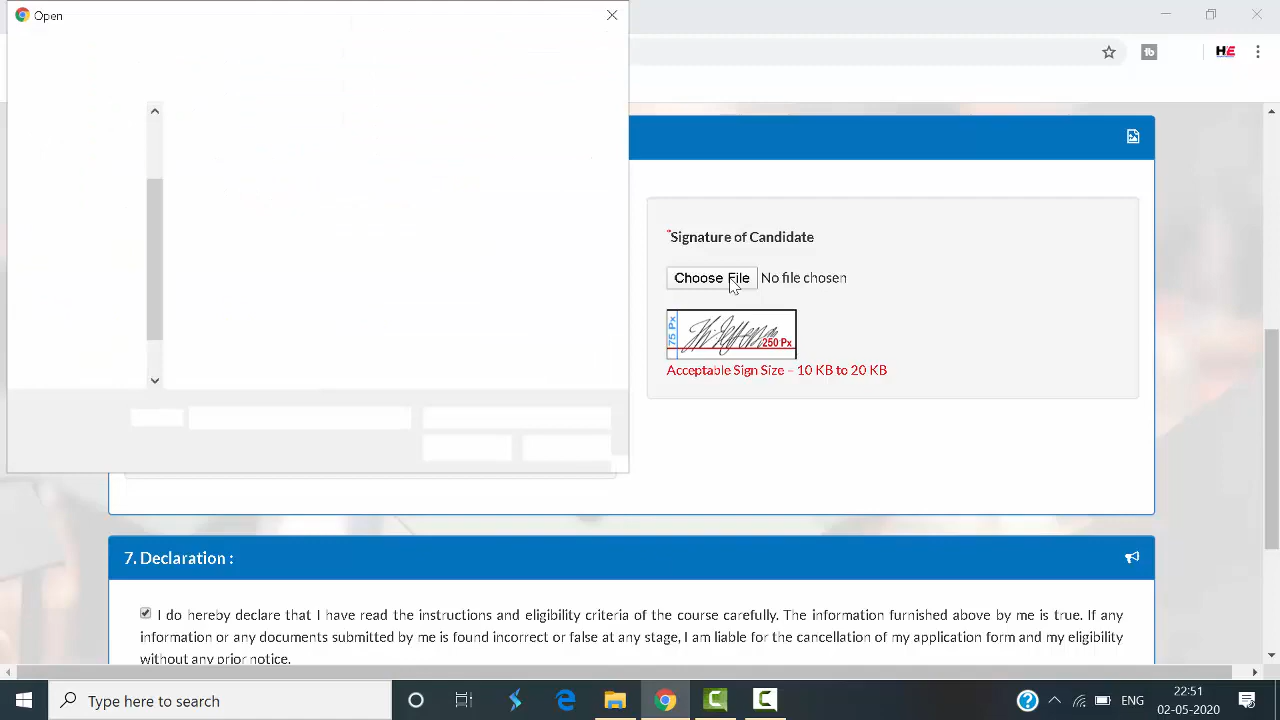 Open
fb
H/E
*Signature of Candidate
Choose File No file chosen
75 Px
250 Px
Acceptable Sign Size – 10 KB to 20 KB
7. Declaration :
I do hereby declare that I have read the instructions and eligibility criteria of the course carefully. The information furnished above by me is true. If any
information or any documents submitted by me is found incorrect or false at any stage, I am liable for the cancellation of my application form and my eligibility
without any prior notice.
Type here to search
ENG
22:51
02-05-2020